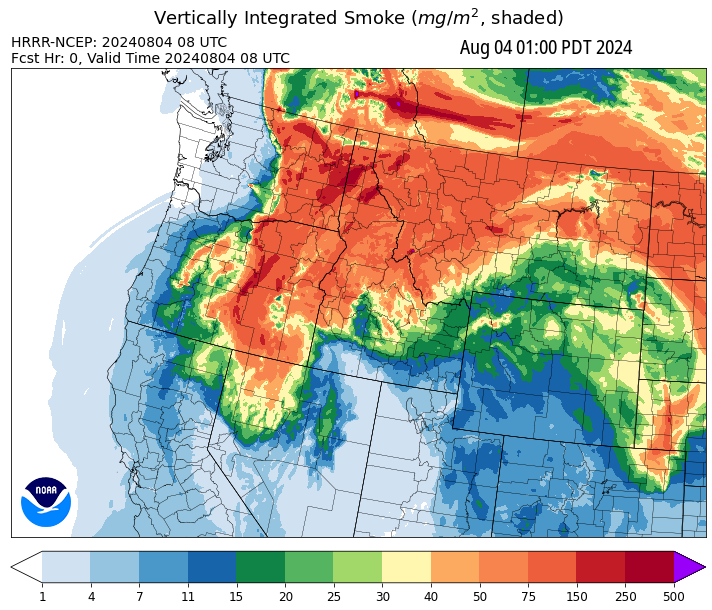 Vertically Integrated Smoke (mg/m², shaded)
HRRR-NCEP: 20240804 08 UTC
Aug 04 01:00 PDT 2024
Fcst Hr: 0, Valid Time 20240804 08 UTC
NOAA
1 4 7 11 15 20 25 30 40 50 75 150 250 500